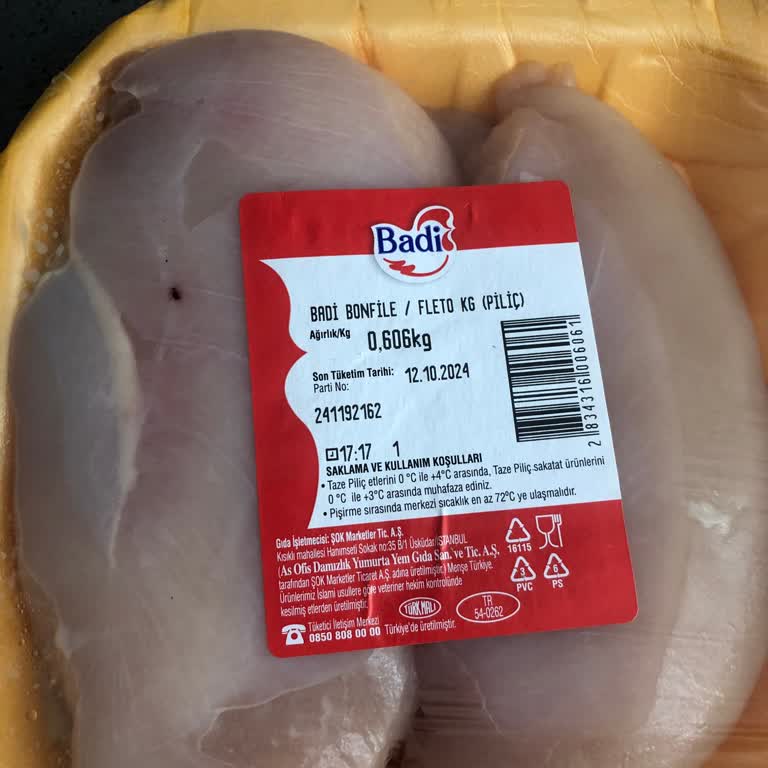 Badi
BADİ BONFİLE / FLETO KG (PİLİÇ)
Ağırlık/Kg 0,606kg
Son Tüketim Tarihi: 12.10.2024
Parti No:
241192162
17:17 1
SAKLAMA VE KULLANIM KOŞULLARI
• Taze Piliç etlerini 0 °C ile +4°C arasında, Taze Piliç sakatat ürünlerini
0 °C ile +3°C arasında muhafaza ediniz.
• Pişirme sırasında merkezi sıcaklık en az 72°C ye ulaşmalıdır.
2834316006061
Gıda İşletmecisi: ŞOK Marketler Tic. A.Ş.
Kısıklı mahallesi Hanımseti Sokak no:35 B/1 Üsküdar/İSTANBUL
(As Ofis Damızlık Yumurta Yem Gıda San. ve Tic. A.Ş.
tarafından ŞOK Marketler Ticaret A.Ş. adına üretilmiştir.) Menşe Türkiye.
Ürünlerimiz İslami usullere göre veteriner hekim kontrolünde
kesilmiş etlerden üretilmiştir.
TÜRK MALI
TR
54-0262
Tüketici İletişim Merkezi
0850 808 00 00 Türkiye'de üretilmiştir.
16115
3
PVC
6
PS